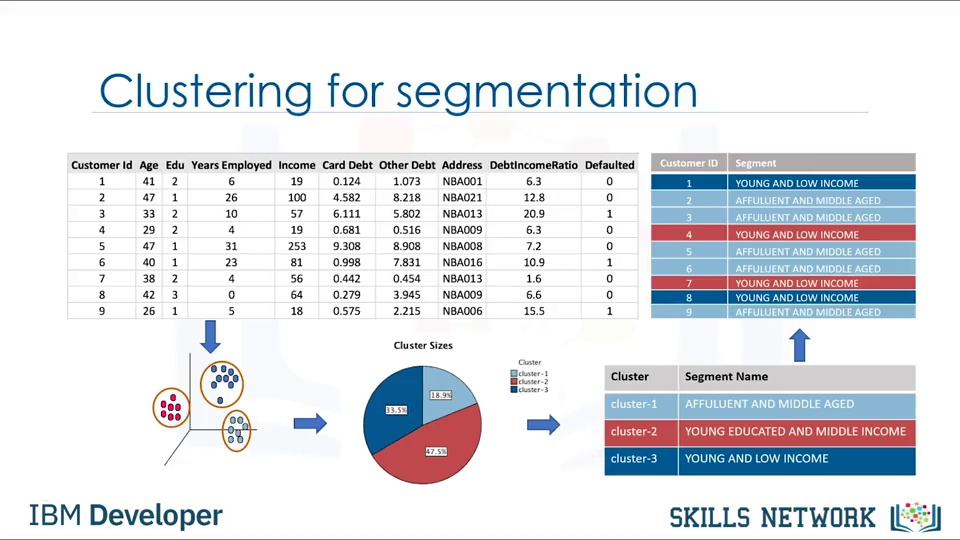 Clustering for segmentation
Customer Id Age Edu Years Employed Income Card Debt Other Debt Address DebtIncomeRatio Defaulted
1 41 2 6 19 0.124 1.073 NBA001 6.3 0
2 47 1 26 100 4.582 8.218 NBA021 12.8 0
3 33 2 10 57 6.111 5.802 NBA013 20.9 1
4 29 2 4 19 0.681 0.516 NBA009 6.3 0
5 47 1 31 253 9.308 8.908 NBA008 7.2 0
6 40 1 23 81 0.998 7.831 NBA016 10.9 1
7 38 2 4 56 0.442 0.454 NBA013 1.6 0
8 42 3 0 64 0.279 3.945 NBA009 6.6 0
9 26 1 5 18 0.575 2.215 NBA006 15.5 1
Customer ID Segment
1 YOUNG AND LOW INCOME
2 AFFULUENT AND MIDDLE AGED
3 AFFULUENT AND MIDDLE AGED
4 YOUNG AND LOW INCOME
5 AFFULUENT AND MIDDLE AGED
6 AFFULUENT AND MIDDLE AGED
7 YOUNG AND LOW INCOME
8 YOUNG AND LOW INCOME
9 AFFULUENT AND MIDDLE AGED
Cluster Sizes
18.9%
33.5%
47.5%
Cluster
cluster-1
cluster-2
cluster-3
Cluster Segment Name
cluster-1 AFFULUENT AND MIDDLE AGED
cluster-2 YOUNG EDUCATED AND MIDDLE INCOME
cluster-3 YOUNG AND LOW INCOME
IBM Developer
SKILLS NETWORK